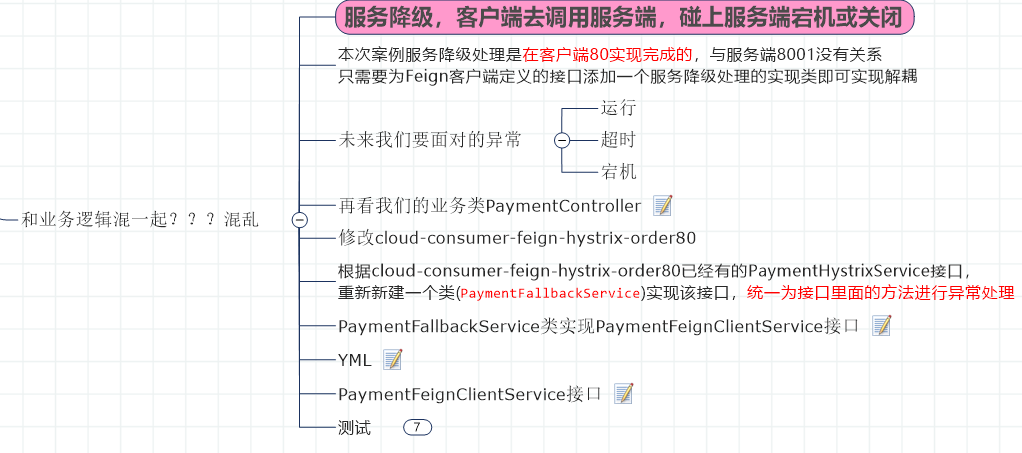 服务降级，客户端去调用服务端，碰上服务端宕机或关闭
本次案例服务降级处理是在客户端80实现完成的，与服务端8001没有关系
只需要为Feign客户端定义的接口添加一个服务降级处理的实现类即可实现解耦
未来我们要面对的异常
运行
超时
宕机
和业务逻辑混一起？？？混乱
再看我们的业务类PaymentController
修改cloud-consumer-feign-hystrix-order80
根据cloud-consumer-feign-hystrix-order80已经有的PaymentHystrixService接口，
重新新建一个类(PaymentFallbackService)实现该接口，统一为接口里面的方法进行异常处理
PaymentFallbackService类实现PaymentFeignClientService接口
YML
PaymentFeignClientService接口
测试
7